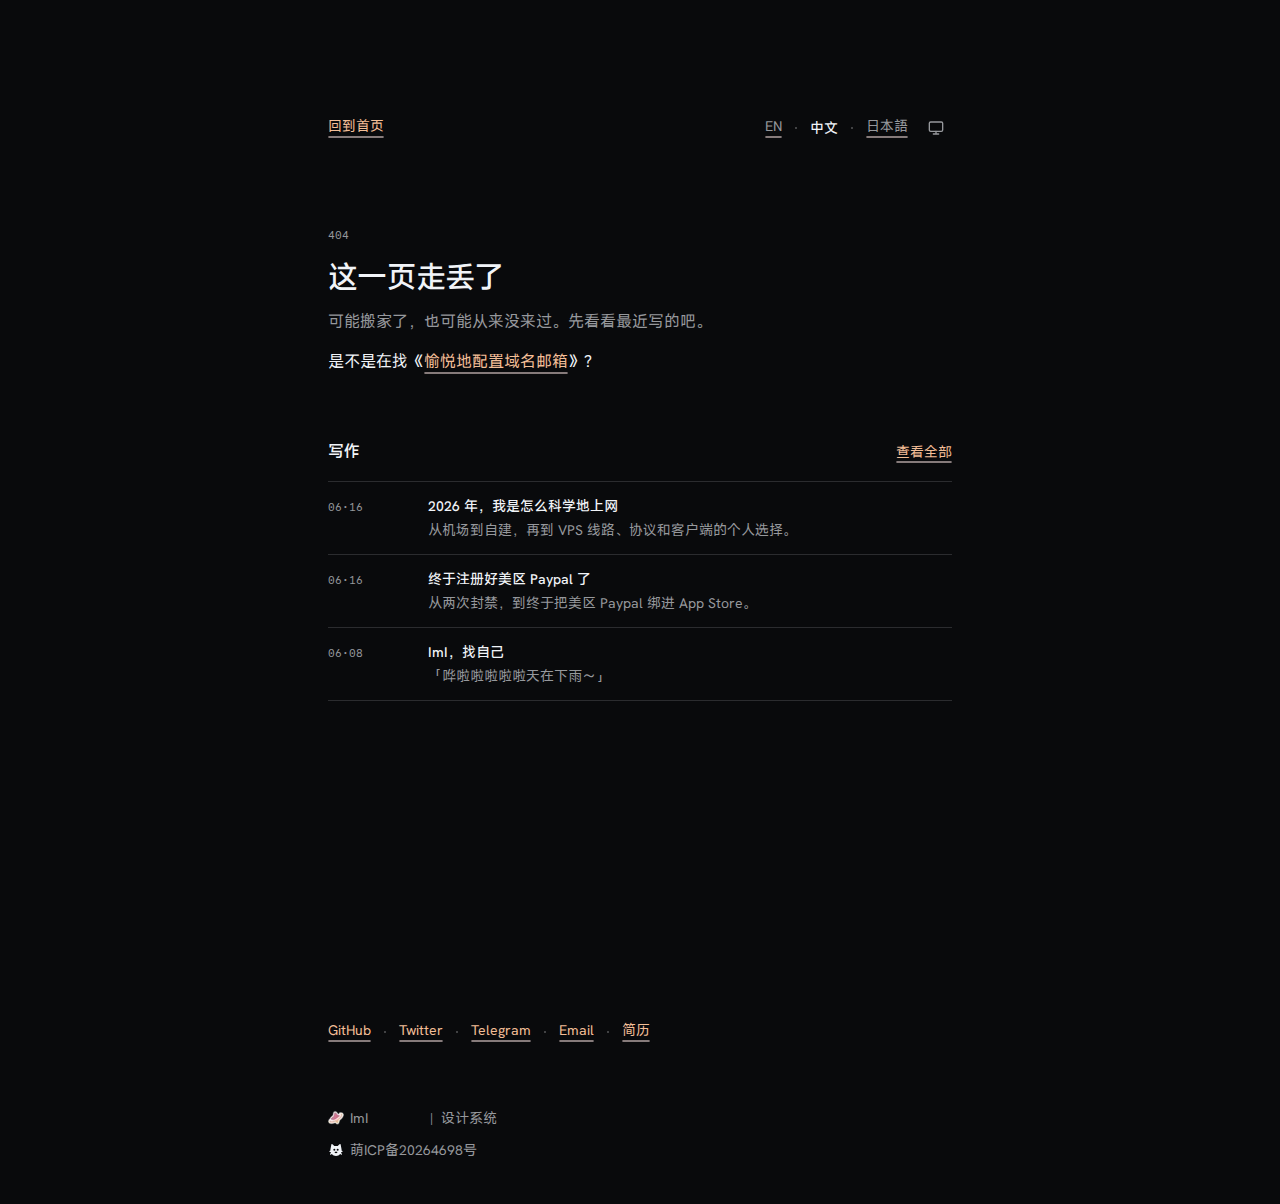 回到首页
EN · 中文 · 日本語
404
这一页走丢了
可能搬家了，也可能从来没来过。先看看最近写的吧。
是不是在找《愉悦地配置域名邮箱》？
写作 查看全部
06·16 2026 年，我是怎么科学地上网
从机场到自建，再到 VPS 线路、协议和客户端的个人选择。
06·16 终于注册好美区 Paypal 了
从两次封禁，到终于把美区 Paypal 绑进 App Store。
06·08 ImI，找自己
「哗啦啦啦啦啦天在下雨～」
GitHub · Twitter · Telegram · Email · 简历
ImI | 设计系统
萌ICP备20264698号